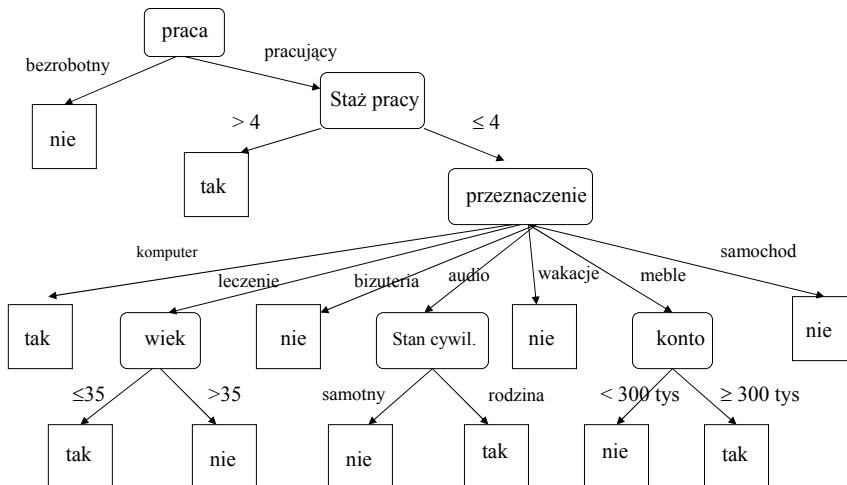 praca
bezrobotny
pracujący
Staż pracy
nie
> 4
≤ 4
tak
przeznaczenie
komputer
leczenie
bizuteria
audio
wakacje
meble
samochod
tak
wiek
nie
Stan cywil.
nie
konto
nie
≤35
>35
samotny
rodzina
< 300 tys
≥ 300 tys
tak
nie
nie
tak
nie
tak